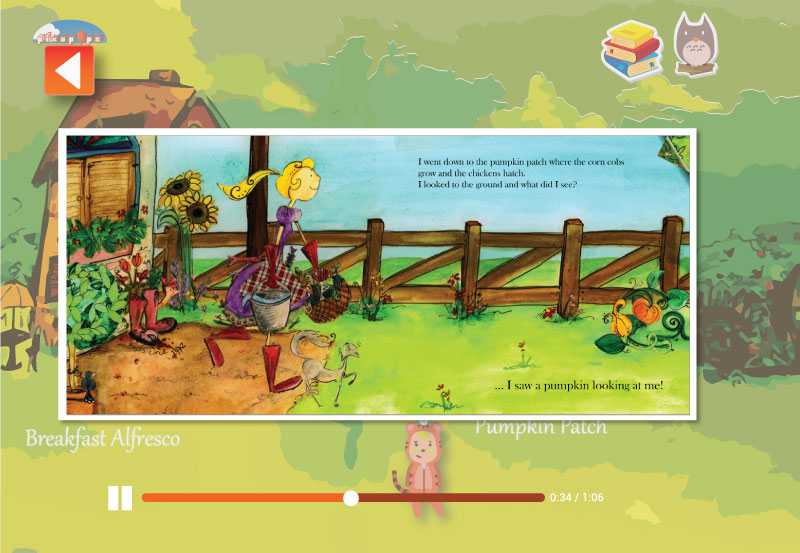 I went down to the pumpkin patch where the corn cobs
grow and the chickens hatch.
I looked to the ground and what did I see?
... I saw a pumpkin looking at me!
Breakfast Alfresco
Pumpkin Patch
0:34 / 1:06